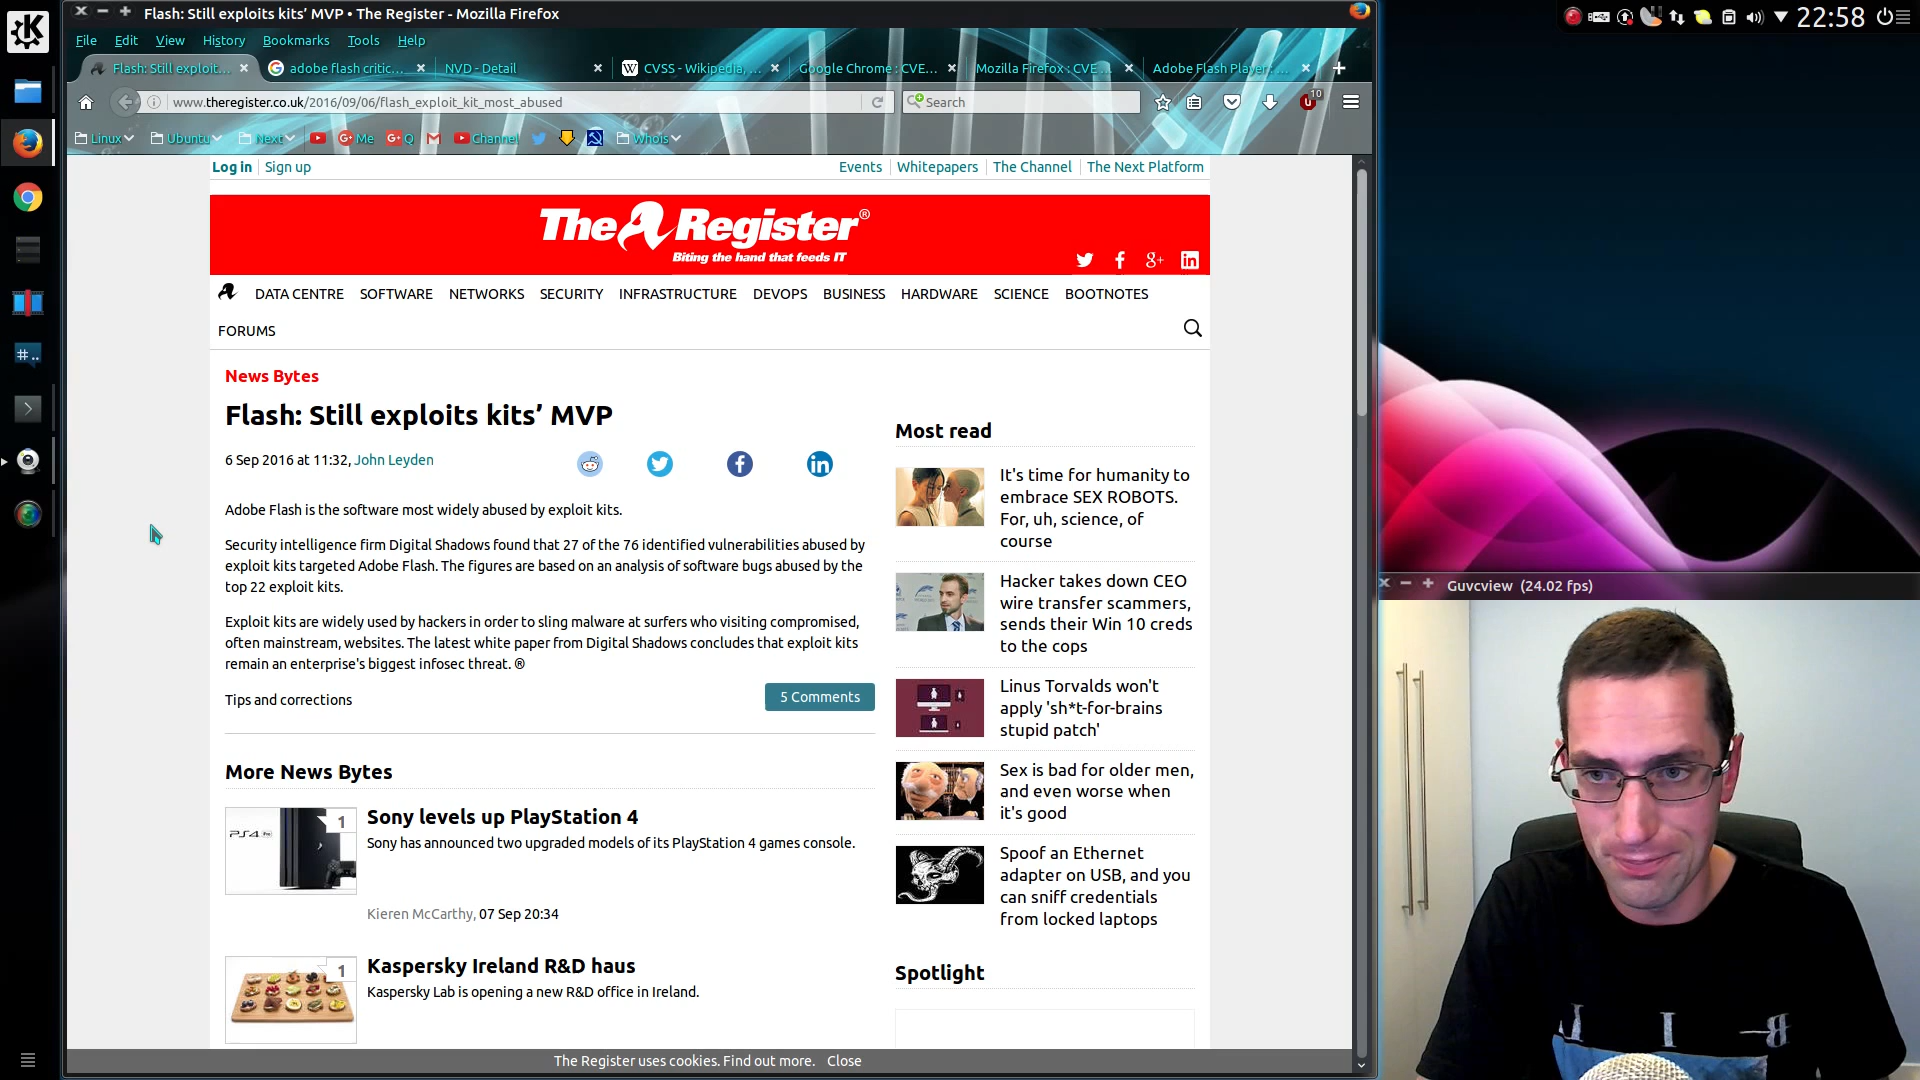 Flash: Still exploits kits’ MVP • The Register - Mozilla Firefox
22:58
File Edit View History Bookmarks Tools Help
Flash: Still exploit...
adobe flash critic...
NVD - Detail
CVSS - Wikipedia, ...
Google Chrome : CVE...
Mozilla Firefox : CVE ...
Adobe Flash Player : ...
www.theregister.co.uk/2016/09/06/flash_exploit_kit_most_abused
Search
10
Linux Ubuntu Next Me Q Channel Whois
Log in Sign up
Events Whitepapers The Channel The Next Platform
The Register®
Biting the hand that feeds IT
DATA CENTRE SOFTWARE NETWORKS SECURITY INFRASTRUCTURE DEVOPS BUSINESS HARDWARE SCIENCE BOOTNOTES
FORUMS
News Bytes
Flash: Still exploits kits’ MVP
6 Sep 2016 at 11:32, John Leyden
Adobe Flash is the software most widely abused by exploit kits.
Security intelligence firm Digital Shadows found that 27 of the 76 identified vulnerabilities abused by
exploit kits targeted Adobe Flash. The figures are based on an analysis of software bugs abused by the
top 22 exploit kits.
Exploit kits are widely used by hackers in order to sling malware at surfers who visiting compromised,
often mainstream, websites. The latest white paper from Digital Shadows concludes that exploit kits
remain an enterprise's biggest infosec threat. ®
Tips and corrections
5 Comments
More News Bytes
1
PS4 Pro
Sony levels up PlayStation 4
Sony has announced two upgraded models of its PlayStation 4 games console.
Kieren McCarthy, 07 Sep 20:34
1
Kaspersky Ireland R&D haus
Kaspersky Lab is opening a new R&D office in Ireland.
Most read
It's time for humanity to
embrace SEX ROBOTS.
For, uh, science, of
course
Hacker takes down CEO
wire transfer scammers,
sends their Win 10 creds
to the cops
Linus Torvalds won't
apply 'sh*t-for-brains
stupid patch'
Sex is bad for older men,
and even worse when
it's good
Spoof an Ethernet
adapter on USB, and you
can sniff credentials
from locked laptops
Spotlight
The Register uses cookies. Find out more. Close
Guvcview (24.02 fps)